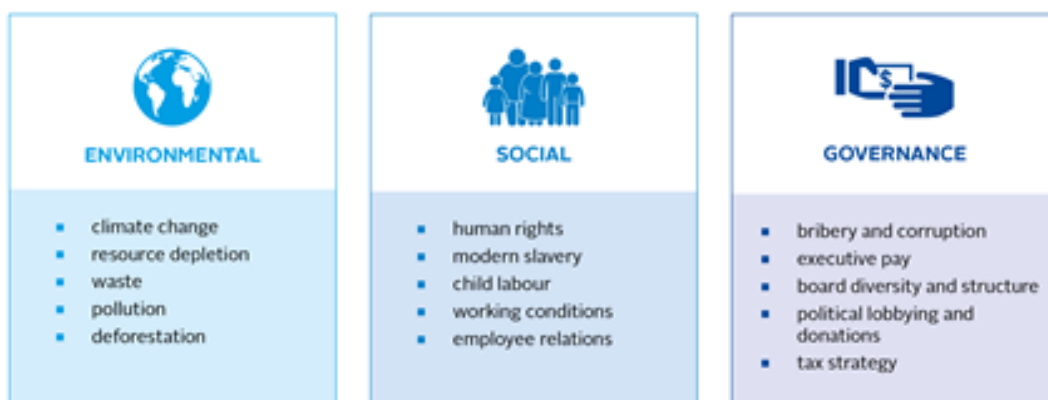 ENVIRONMENTAL
climate change
resource depletion
waste
pollution
deforestation
SOCIAL
human rights
modern slavery
child labour
working conditions
employee relations
$
GOVERNANCE
bribery and corruption
executive pay
board diversity and structure
political lobbying and
donations
tax strategy